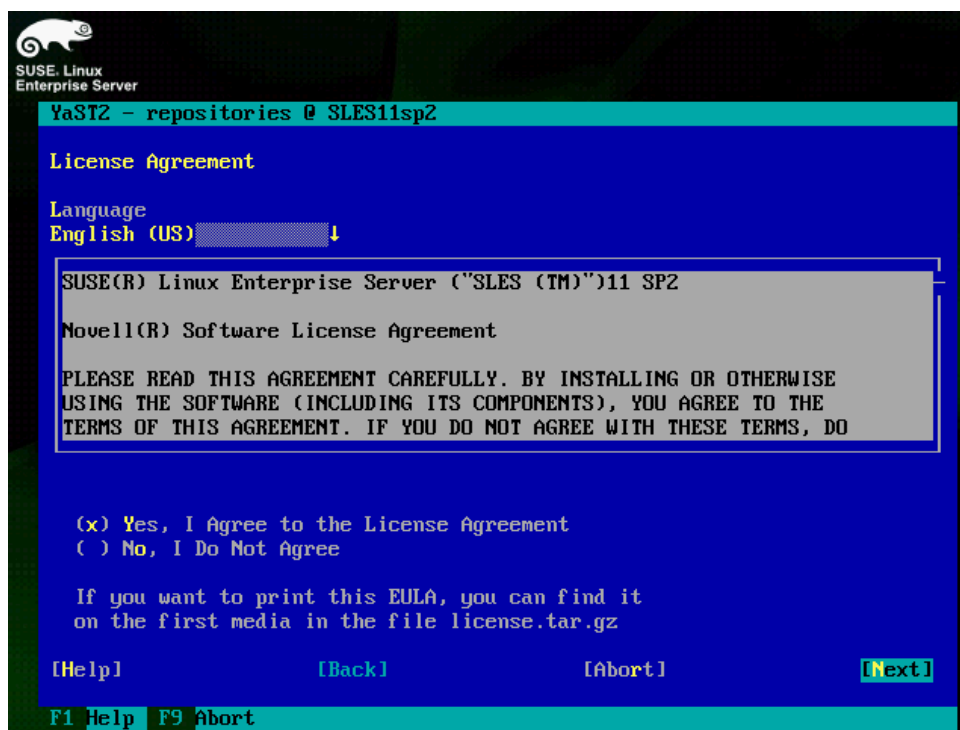 SUSE. Linux
Enterprise Server
YaST2 - repositories @ SLES11sp2
License Agreement
Language
English (US)
SUSE(R) Linux Enterprise Server ("SLES (TM)")11 SP2
Novell(R) Software License Agreement
PLEASE READ THIS AGREEMENT CAREFULLY. BY INSTALLING OR OTHERWISE
USING THE SOFTWARE (INCLUDING ITS COMPONENTS), YOU AGREE TO THE
TERMS OF THIS AGREEMENT. IF YOU DO NOT AGREE WITH THESE TERMS, DO
(x) Yes, I Agree to the License Agreement
( ) No, I Do Not Agree
If you want to print this EULA, you can find it
on the first media in the file license.tar.gz
[Help] [Back] [Abort] [Next]
F1 Help F9 Abort